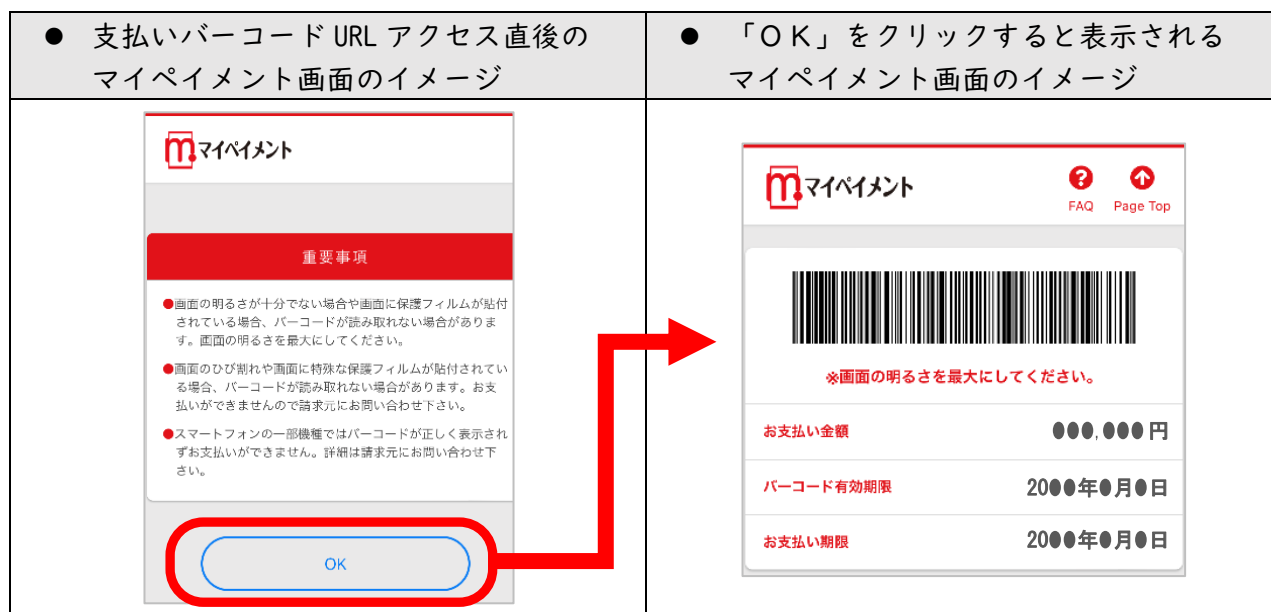 ● 支払いバーコード URL アクセス直後の
マイペイメント画面のイメージ
● 「ＯＫ」をクリックすると表示される
マイペイメント画面のイメージ
m.マイペイメント
重要事項
●画面の明るさが十分でない場合や画面に保護フィルムが貼付
されている場合、バーコードが読み取れない場合がありま
す。画面の明るさを最大にしてください。
●画面のひび割れや画面に特殊な保護フィルムが貼付されてい
る場合、バーコードが読み取れない場合があります。お支
払いができませんので請求元にお問い合わせ下さい。
●スマートフォンの一部機種ではバーコードが正しく表示され
ずお支払いができません。詳細は請求元にお問い合わせ下
さい。
OK
m.マイペイメント
? FAQ Page Top
※画面の明るさを最大にしてください。
お支払い金額 ●●●,●●●円
バーコード有効期限 20●●年●月●日
お支払い期限 20●●年●月●日